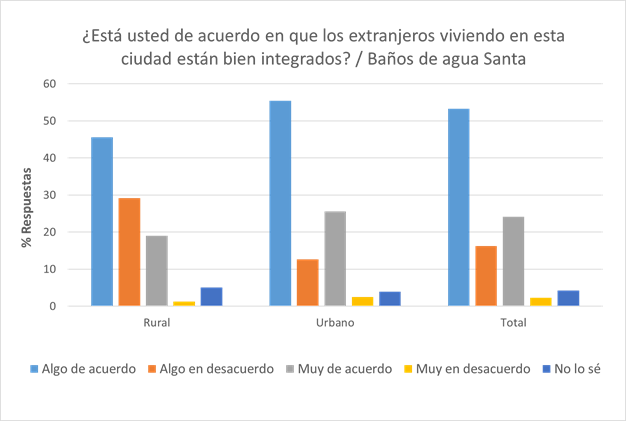 ¿Está usted de acuerdo en que los extranjeros viviendo en esta
ciudad están bien integrados? / Baños de agua Santa
60
50
40
30
20
10
0
% Respuestas
Rural Urbano Total
Algo de acuerdo Algo en desacuerdo Muy de acuerdo Muy en desacuerdo No lo sé